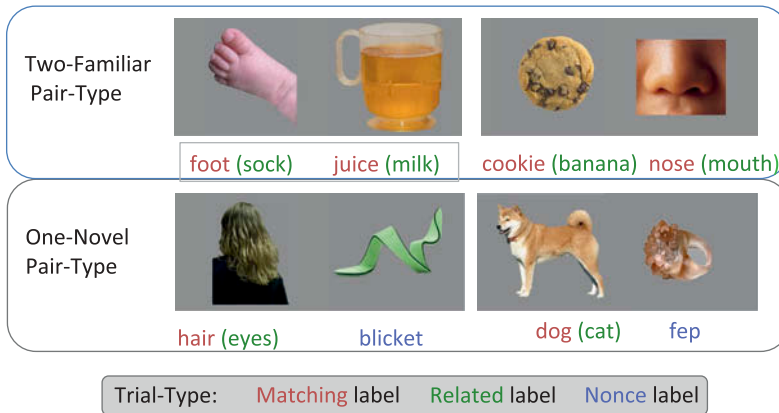 Two-Familiar
Pair-Type
foot (sock) juice (milk) cookie (banana) nose (mouth)
One-Novel
Pair-Type
hair (eyes) blicket dog (cat) fep
Trial-Type: Matching label Related label Nonce label